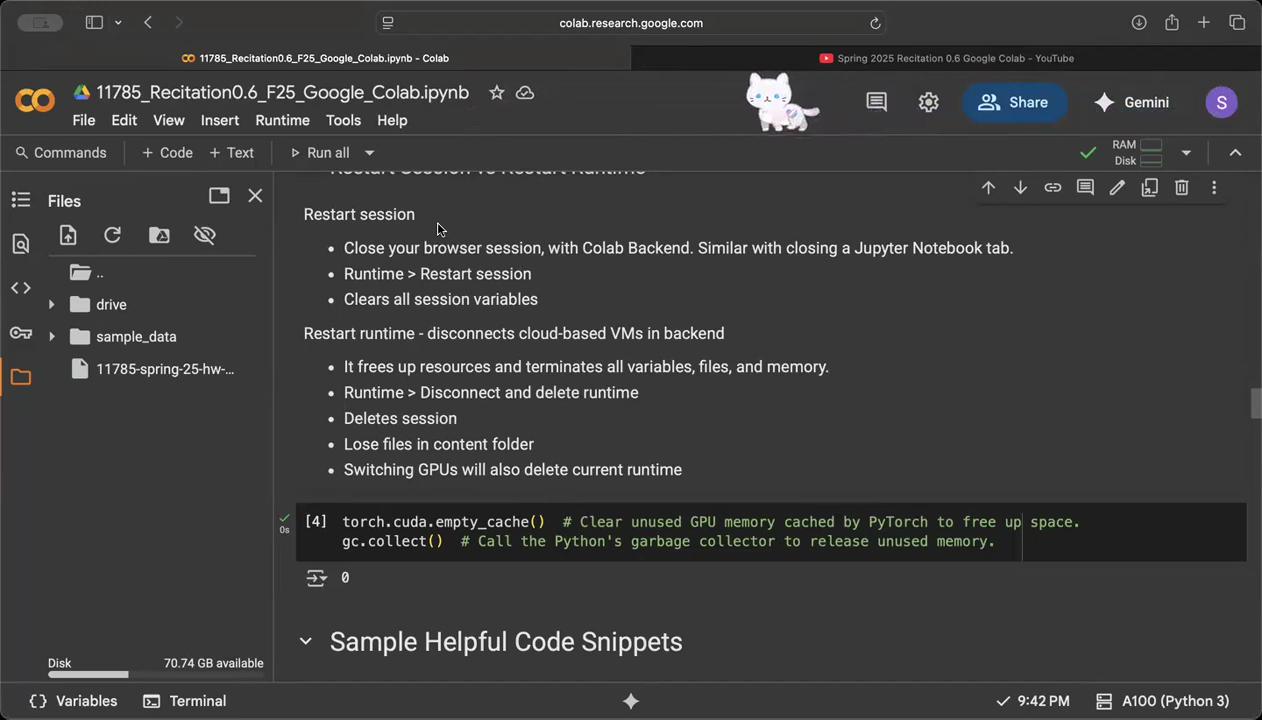 colab.research.google.com
11785_Recitation0.6_F25_Google_Colab.ipynb - Colab
Spring 2025 Recitation 0.6 Google Colab - YouTube
11785_Recitation0.6_F25_Google_Colab.ipynb
Share
Gemini
S
File Edit View Insert Runtime Tools Help
Commands + Code + Text Run all
RAM
Disk
Files
..
drive
sample_data
11785-spring-25-hw-...
Disk 70.74 GB available
Restart Session vs Restart Runtime
Restart session
• Close your browser session, with Colab Backend. Similar with closing a Jupyter Notebook tab.
• Runtime > Restart session
• Clears all session variables
Restart runtime - disconnects cloud-based VMs in backend
• It frees up resources and terminates all variables, files, and memory.
• Runtime > Disconnect and delete runtime
• Deletes session
• Lose files in content folder
• Switching GPUs will also delete current runtime
[4] torch.cuda.empty_cache() # Clear unused GPU memory cached by PyTorch to free up space.
0s gc.collect() # Call the Python's garbage collector to release unused memory.
0
Sample Helpful Code Snippets
{} Variables Terminal 9:42 PM A100 (Python 3)